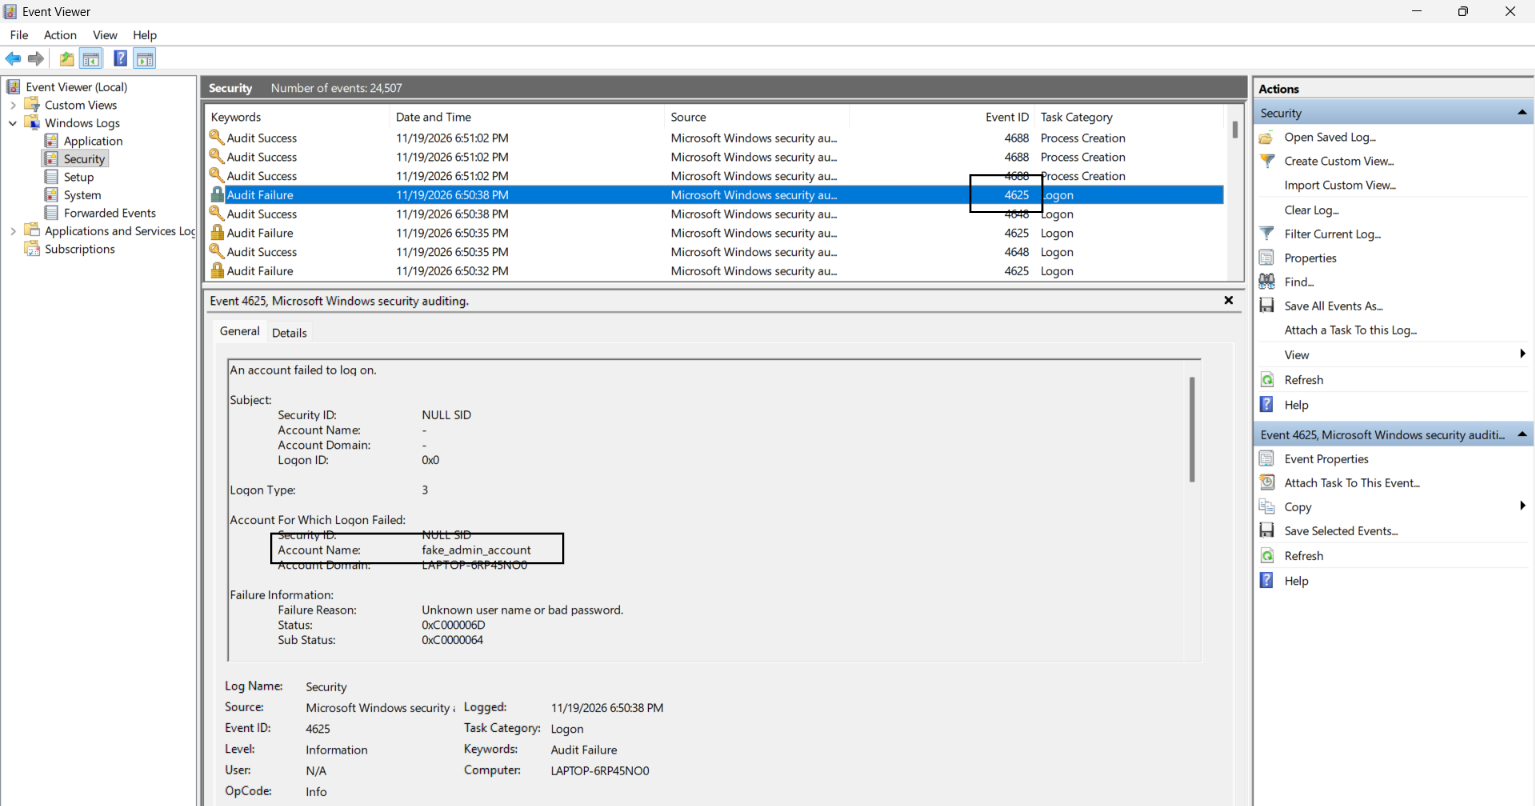 Event Viewer
File Action View Help
Event Viewer (Local)
Custom Views
Windows Logs
Application
Security
Setup
System
Forwarded Events
Applications and Services Log
Subscriptions
Security Number of events: 24,507
Keywords Date and Time Source Event ID Task Category
Audit Success 11/19/2026 6:51:02 PM Microsoft Windows security au... 4688 Process Creation
Audit Success 11/19/2026 6:51:02 PM Microsoft Windows security au... 4688 Process Creation
Audit Success 11/19/2026 6:51:02 PM Microsoft Windows security au... 4688 Process Creation
Audit Failure 11/19/2026 6:50:38 PM Microsoft Windows security au... 4625 Logon
Audit Success 11/19/2026 6:50:38 PM Microsoft Windows security au... 4648 Logon
Audit Failure 11/19/2026 6:50:35 PM Microsoft Windows security au... 4625 Logon
Audit Success 11/19/2026 6:50:35 PM Microsoft Windows security au... 4648 Logon
Audit Failure 11/19/2026 6:50:32 PM Microsoft Windows security au... 4625 Logon
Event 4625, Microsoft Windows security auditing.
General Details
An account failed to log on.
Subject:
Security ID: NULL SID
Account Name: -
Account Domain: -
Logon ID: 0x0
Logon Type: 3
Account For Which Logon Failed:
Security ID: NULL SID
Account Name: fake_admin_account
Account Domain: LAPTOP-6RP45NO0
Failure Information:
Failure Reason: Unknown user name or bad password.
Status: 0xC000006D
Sub Status: 0xC0000064
Log Name: Security
Source: Microsoft Windows security Logged: 11/19/2026 6:50:38 PM
Event ID: 4625 Task Category: Logon
Level: Information Keywords: Audit Failure
User: N/A Computer: LAPTOP-6RP45NO0
OpCode: Info
Actions
Security
Open Saved Log...
Create Custom View...
Import Custom View...
Clear Log...
Filter Current Log...
Properties
Find...
Save All Events As...
Attach a Task To this Log...
View
Refresh
Help
Event 4625, Microsoft Windows security auditi...
Event Properties
Attach Task To This Event...
Copy
Save Selected Events...
Refresh
Help